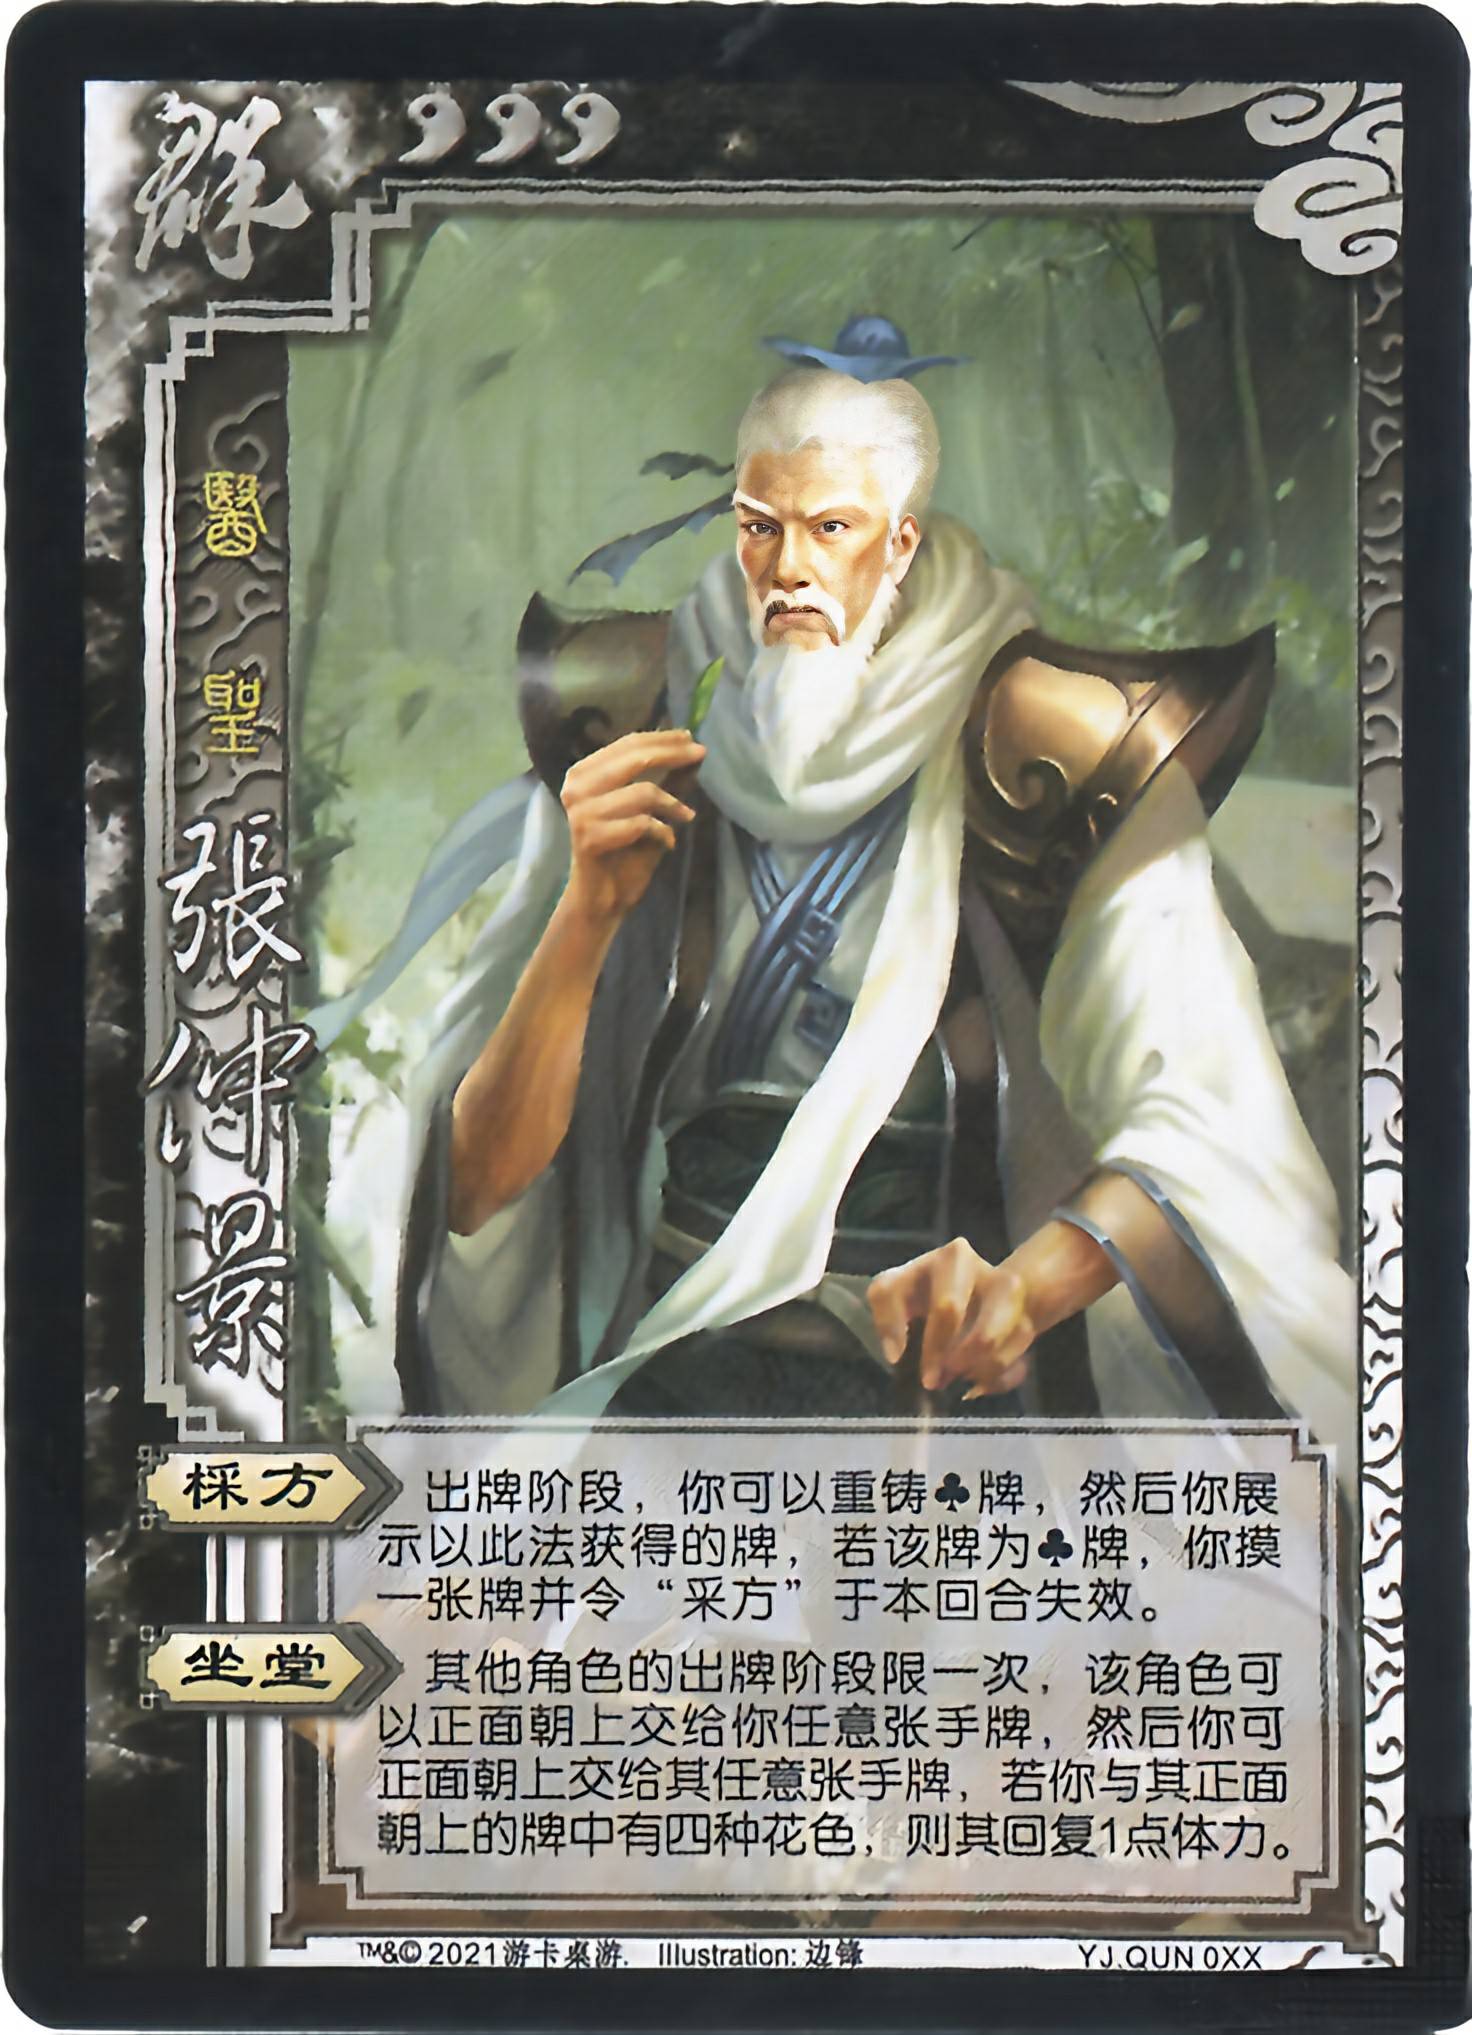 群
醫聖
張仲景
採方
出牌阶段，你可以重铸♣牌，然后你展
示以此法获得的牌，若该牌为♣牌，你摸
一张牌并令“采方”于本回合失效。
坐堂
其他角色的出牌阶段限一次，该角色可
以正面朝上交给你任意张手牌，然后你可
正面朝上交给其任意张手牌，若你与其正面
朝上的牌中有四种花色，则其回复1点体力。
™&© 2021游卡桌游. Illustration: 边锋
YJ.QUN 0XX